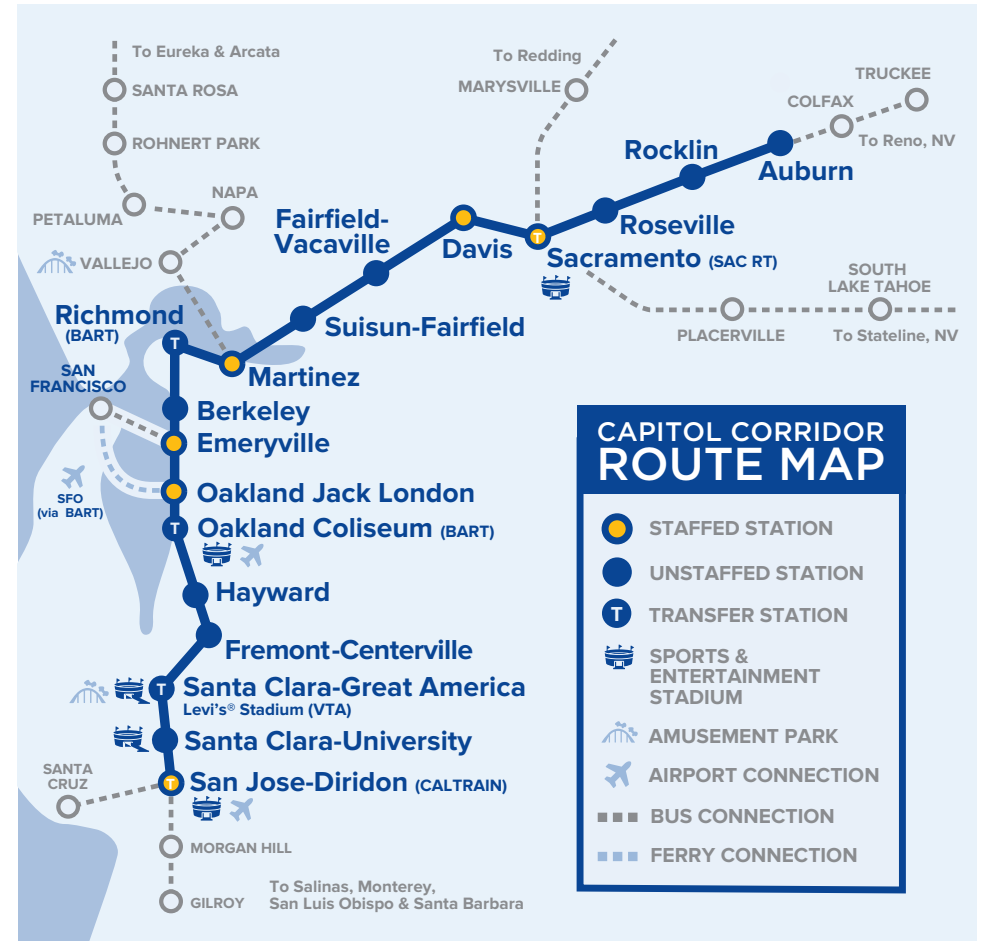 To Eureka & Arcata
SANTA ROSA
ROHNERT PARK
PETALUMA
NAPA
VALLEJO
To Redding
MARYSVILLE
TRUCKEE
COLFAX
To Reno, NV
Auburn
Rocklin
Roseville
Sacramento (SAC RT)
T
Davis
Fairfield-
Vacaville
Suisun-Fairfield
SOUTH
LAKE TAHOE
PLACERVILLE
To Stateline, NV
Richmond
(BART)
T
Martinez
SAN
FRANCISCO
Berkeley
Emeryville
SFO
(via BART)
Oakland Jack London
T
Oakland Coliseum (BART)
Hayward
Fremont-Centerville
T
Santa Clara-Great America
Levi's® Stadium (VTA)
Santa Clara-University
SANTA
CRUZ
T
San Jose-Diridon (CALTRAIN)
MORGAN HILL
GILROY
To Salinas, Monterey,
San Luis Obispo & Santa Barbara
CAPITOL CORRIDOR
ROUTE MAP
STAFFED STATION
UNSTAFFED STATION
T
TRANSFER STATION
SPORTS &
ENTERTAINMENT
STADIUM
AMUSEMENT PARK
AIRPORT CONNECTION
BUS CONNECTION
FERRY CONNECTION